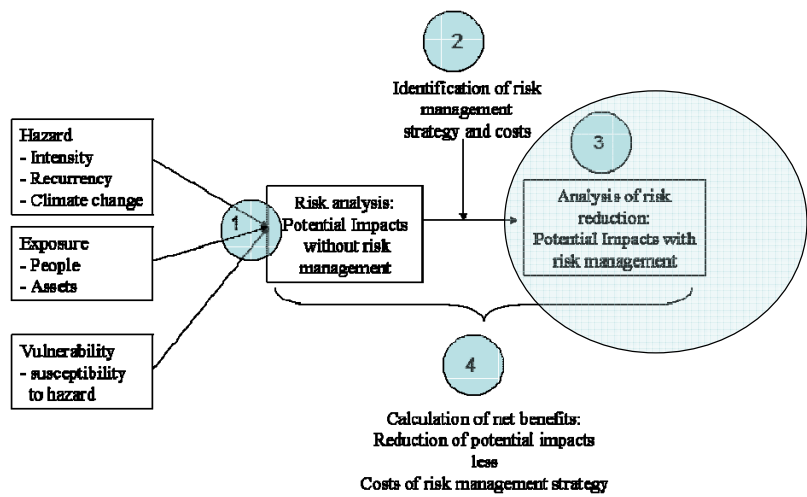 2
Identification of risk
management
strategy and costs
3
Hazard
- Intensity
- Recurrency
- Climate change
1
Exposure
- People
- Assets
Vulnerability
- susceptibility
to hazard
Risk analysis:
Potential Impacts
without risk
management
Analysis of risk
reduction:
Potential Impacts with
risk management
4
Calculation of net benefits:
Reduction of potential impacts
less
Costs of risk management strategy